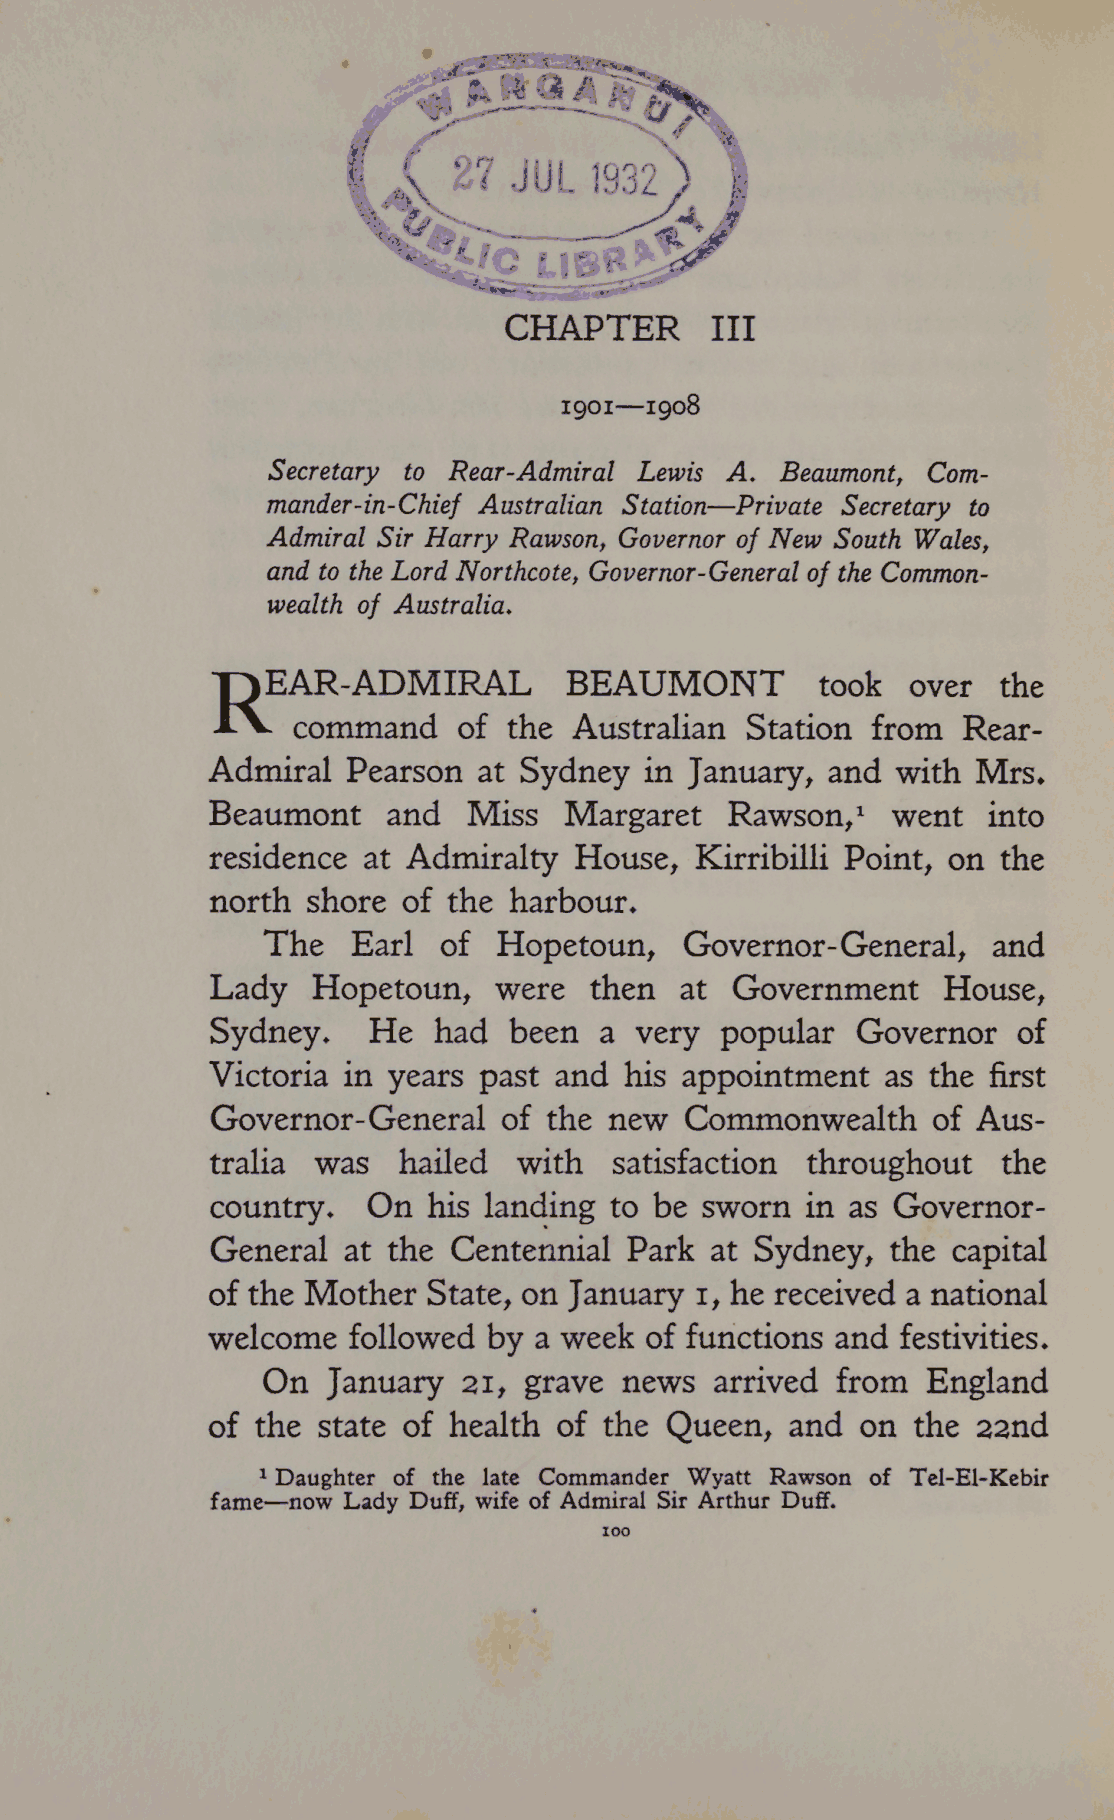 WANGANUI
27 JUL 1932
PUBLIC LIBRARY
CHAPTER III
1901—1908
Secretary to Rear-Admiral Lewis A. Beaumont, Com-
mander-in-Chief Australian Station—Private Secretary to
Admiral Sir Harry Rawson, Governor of New South Wales,
and to the Lord Northcote, Governor-General of the Common-
wealth of Australia.
REAR-ADMIRAL BEAUMONT took over the
command of the Australian Station from Rear-
Admiral Pearson at Sydney in January, and with Mrs.
Beaumont and Miss Margaret Rawson,¹ went into
residence at Admiralty House, Kirribilli Point, on the
north shore of the harbour.
The Earl of Hopetoun, Governor-General, and
Lady Hopetoun, were then at Government House,
Sydney. He had been a very popular Governor of
Victoria in years past and his appointment as the first
Governor-General of the new Commonwealth of Aus-
tralia was hailed with satisfaction throughout the
country. On his landing to be sworn in as Governor-
General at the Centennial Park at Sydney, the capital
of the Mother State, on January 1, he received a national
welcome followed by a week of functions and festivities.
On January 21, grave news arrived from England
of the state of health of the Queen, and on the 22nd
¹ Daughter of the late Commander Wyatt Rawson of Tel-El-Kebir
fame—now Lady Duff, wife of Admiral Sir Arthur Duff.
100